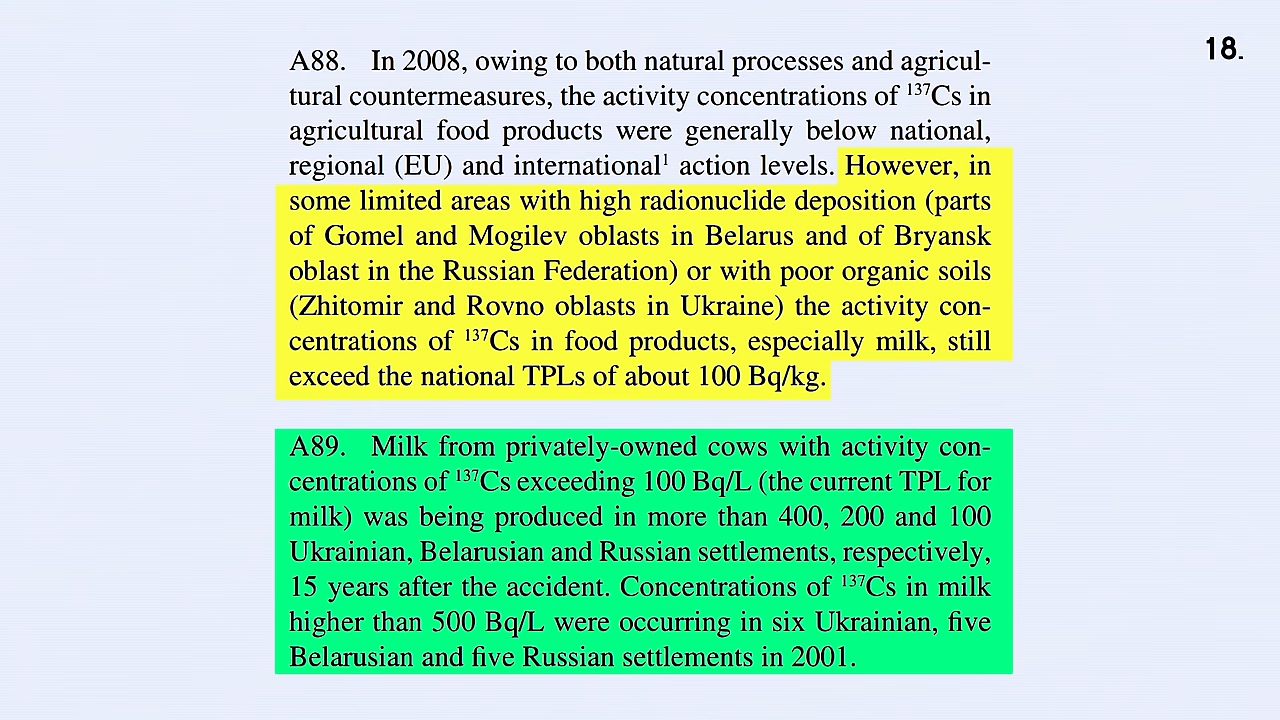 18.
A88. In 2008, owing to both natural processes and agricul-
tural countermeasures, the activity concentrations of ¹³⁷Cs in
agricultural food products were generally below national,
regional (EU) and international¹ action levels. However, in
some limited areas with high radionuclide deposition (parts
of Gomel and Mogilev oblasts in Belarus and of Bryansk
oblast in the Russian Federation) or with poor organic soils
(Zhitomir and Rovno oblasts in Ukraine) the activity con-
centrations of ¹³⁷Cs in food products, especially milk, still
exceed the national TPLs of about 100 Bq/kg.
A89. Milk from privately-owned cows with activity con-
centrations of ¹³⁷Cs exceeding 100 Bq/L (the current TPL for
milk) was being produced in more than 400, 200 and 100
Ukrainian, Belarusian and Russian settlements, respectively,
15 years after the accident. Concentrations of ¹³⁷Cs in milk
higher than 500 Bq/L were occurring in six Ukrainian, five
Belarusian and five Russian settlements in 2001.